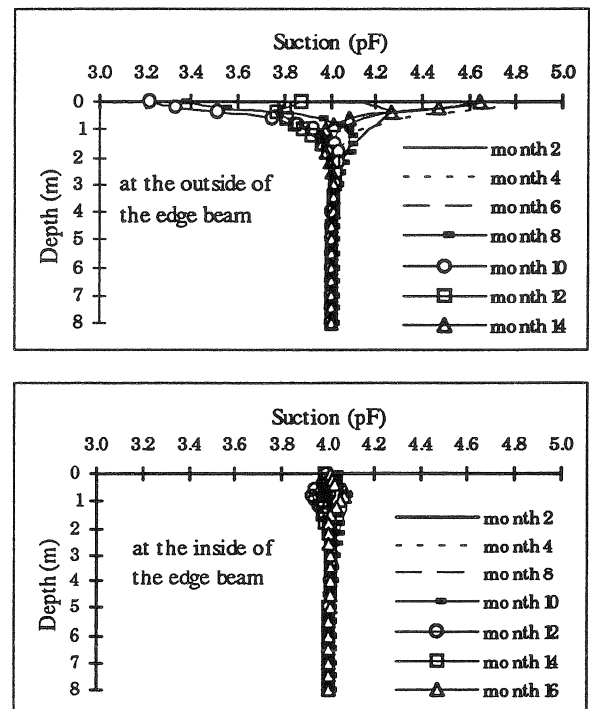 Suction (pF)
3.0 3.2 3.4 3.6 3.8 4.0 4.2 4.4 4.6 4.8 5.0
Depth (m)
0
1
2
3
4
5
6
7
8
at the outside of
the edge beam
month 2
month 4
month 6
month 8
month 10
month 12
month 14
Suction (pF)
3.0 3.2 3.4 3.6 3.8 4.0 4.2 4.4 4.6 4.8 5.0
Depth (m)
0
1
2
3
4
5
6
7
8
at the inside of
the edge beam
month 2
month 4
month 8
month 10
month 12
month 14
month 16